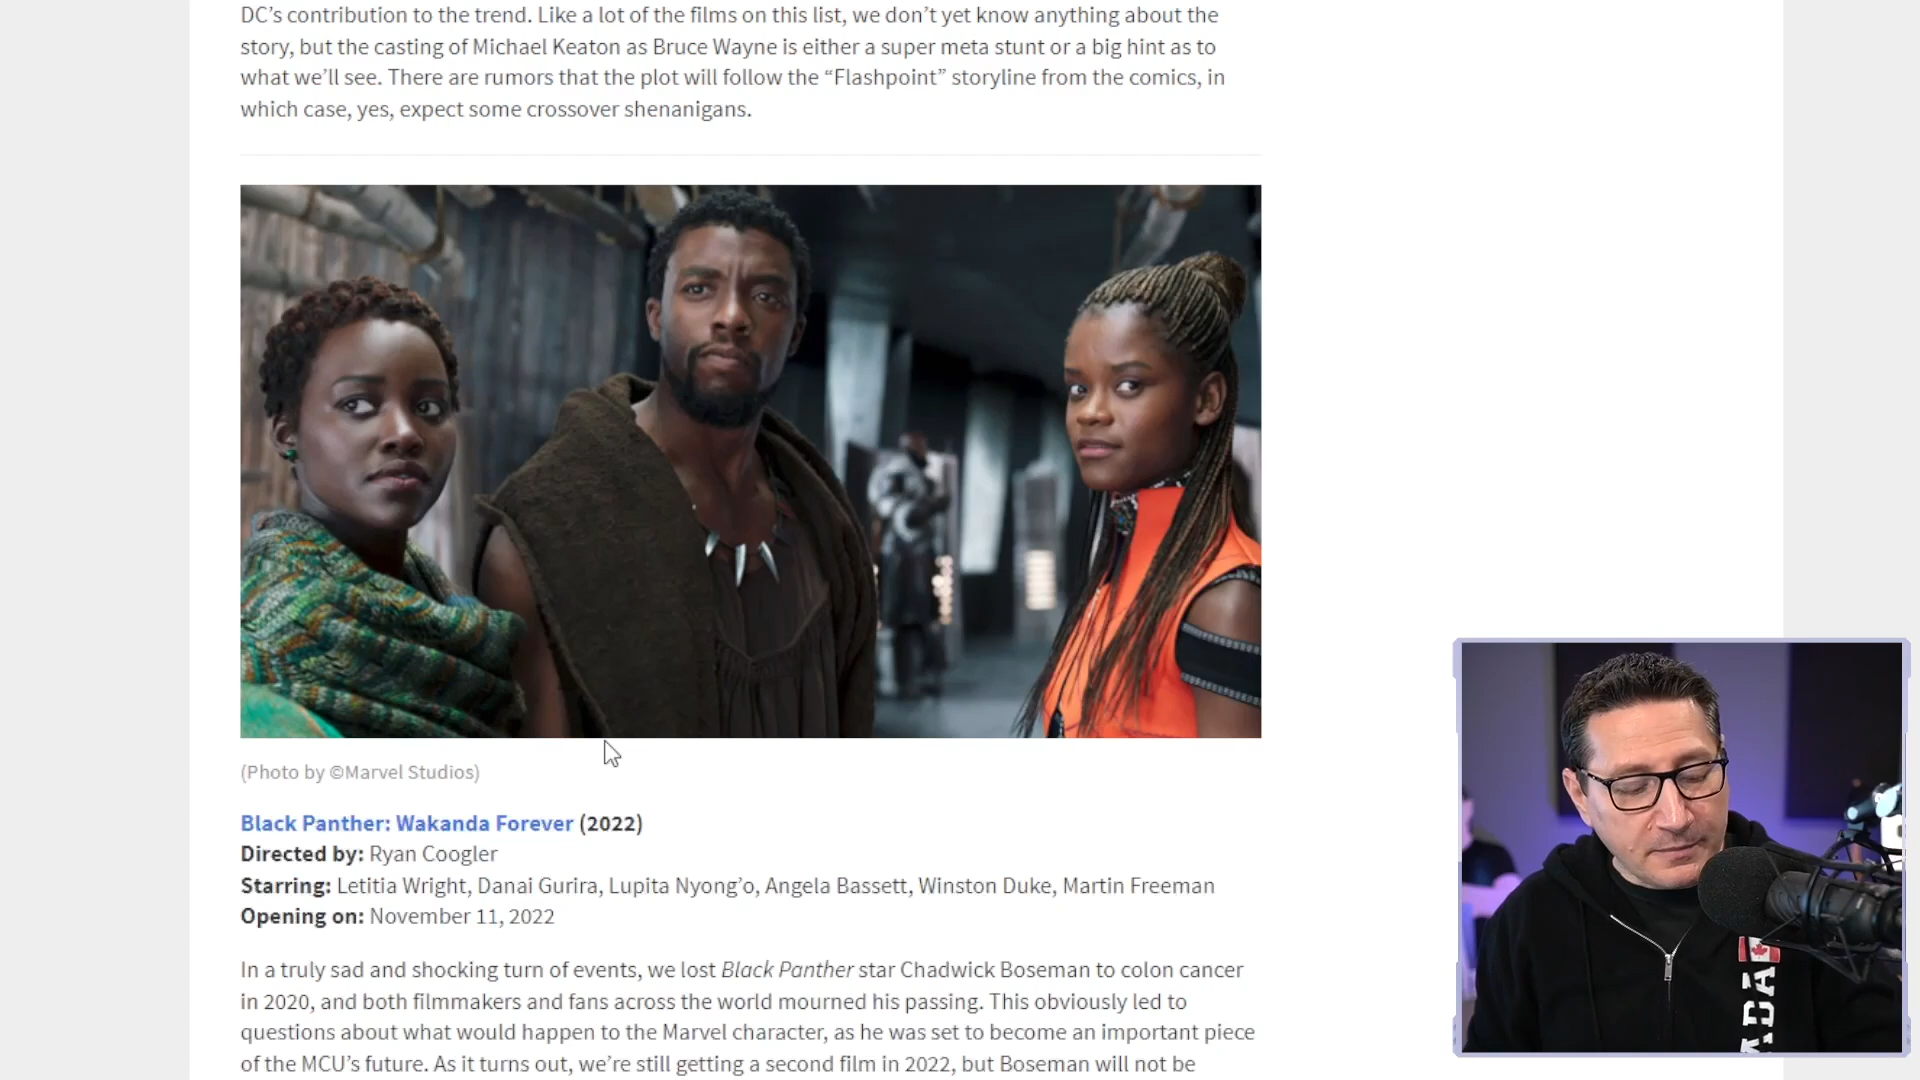 DC’s contribution to the trend. Like a lot of the films on this list, we don’t yet know anything about the
story, but the casting of Michael Keaton as Bruce Wayne is either a super meta stunt or a big hint as to
what we’ll see. There are rumors that the plot will follow the “Flashpoint” storyline from the comics, in
which case, yes, expect some crossover shenanigans.
(Photo by ©Marvel Studios)
Black Panther: Wakanda Forever (2022)
Directed by: Ryan Coogler
Starring: Letitia Wright, Danai Gurira, Lupita Nyong’o, Angela Bassett, Winston Duke, Martin Freeman
Opening on: November 11, 2022
In a truly sad and shocking turn of events, we lost Black Panther star Chadwick Boseman to colon cancer
in 2020, and both filmmakers and fans across the world mourned his passing. This obviously led to
questions about what would happen to the Marvel character, as he was set to become an important piece
of the MCU’s future. As it turns out, we’re still getting a second film in 2022, but Boseman will not be